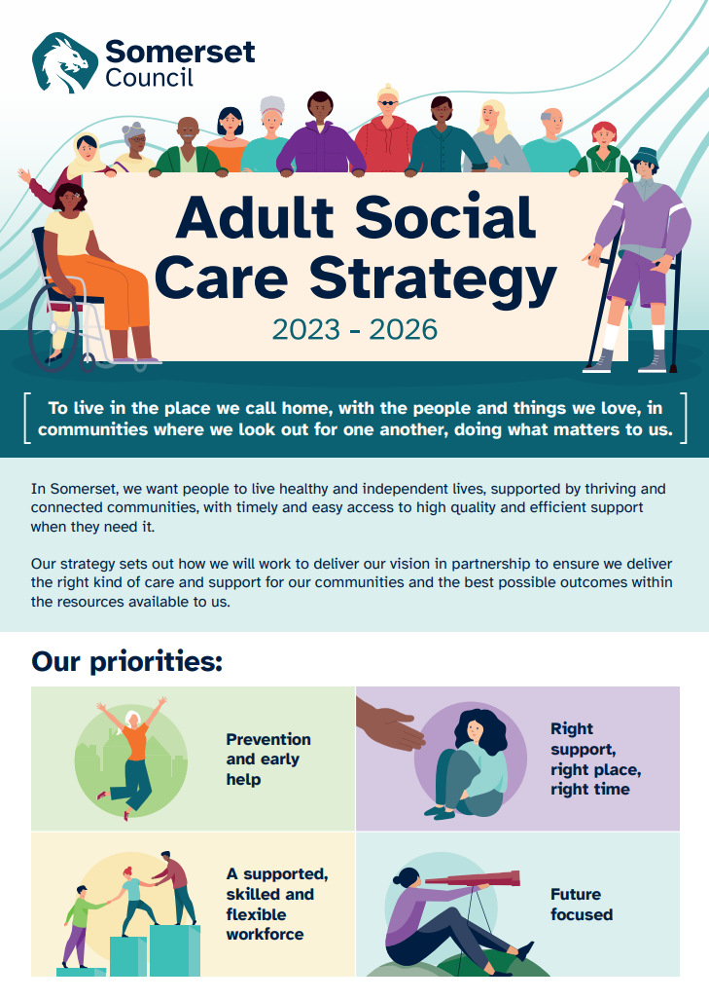 Somerset
Council
Adult Social
Care Strategy
2023 - 2026
To live in the place we call home, with the people and things we love, in
communities where we look out for one another, doing what matters to us.
In Somerset, we want people to live healthy and independent lives, supported by thriving and
connected communities, with timely and easy access to high quality and efficient support
when they need it.
Our strategy sets out how we will work to deliver our vision in partnership to ensure we deliver
the right kind of care and support for our communities and the best possible outcomes within
the resources available to us.
Our priorities:
Prevention
and early
help
Right
support,
right place,
right time
A supported,
skilled and
flexible
workforce
Future
focused